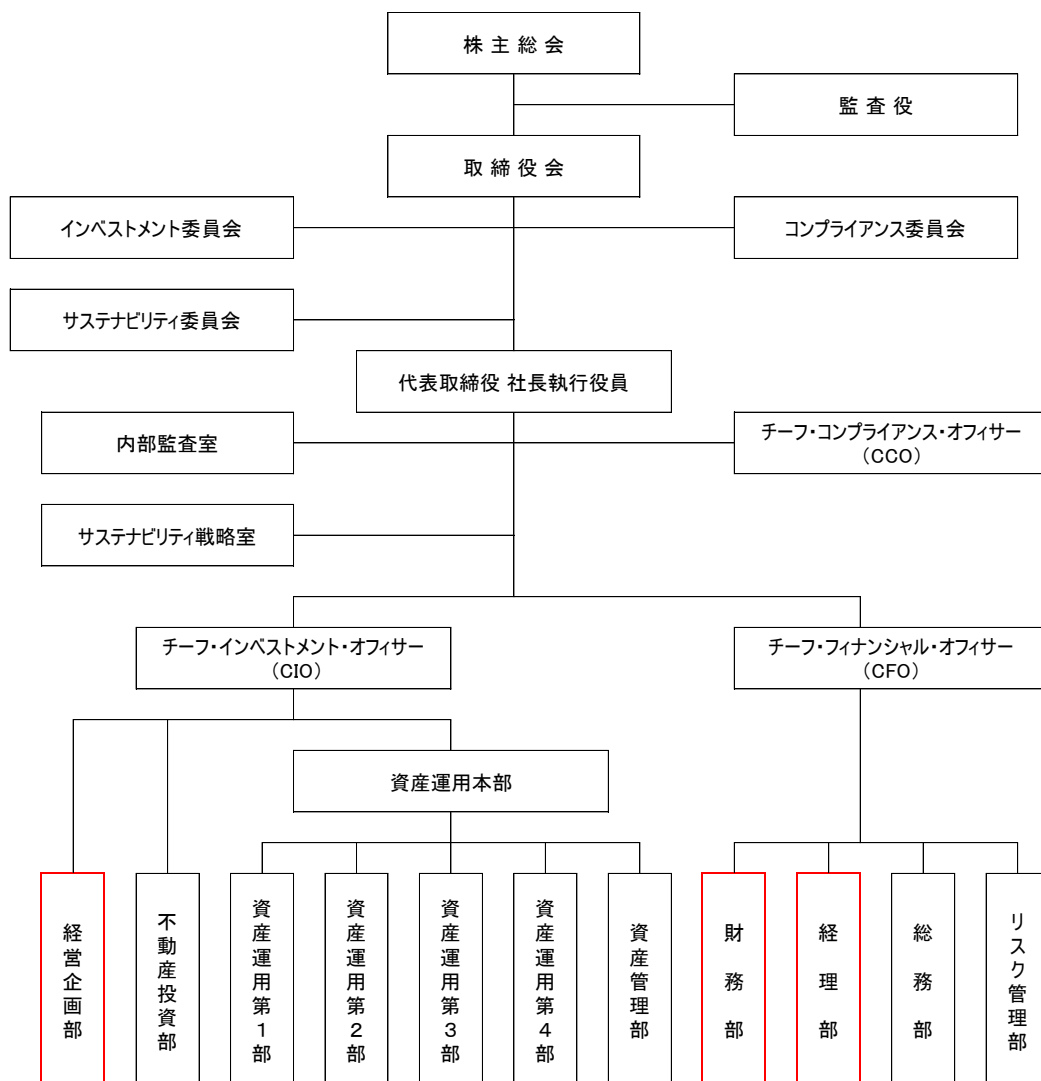 株主総会
監査役
取締役会
インベストメント委員会
コンプライアンス委員会
サステナビリティ委員会
代表取締役 社長執行役員
内部監査室
チーフ・コンプライアンス・オフィサー
（CCO）
サステナビリティ戦略室
チーフ・インベストメント・オフィサー
（CIO）
チーフ・フィナンシャル・オフィサー
（CFO）
資産運用本部
経営企画部
不動産投資部
資産運用第1部
資産運用第2部
資産運用第3部
資産運用第4部
資産管理部
財務部
経理部
総務部
リスク管理部